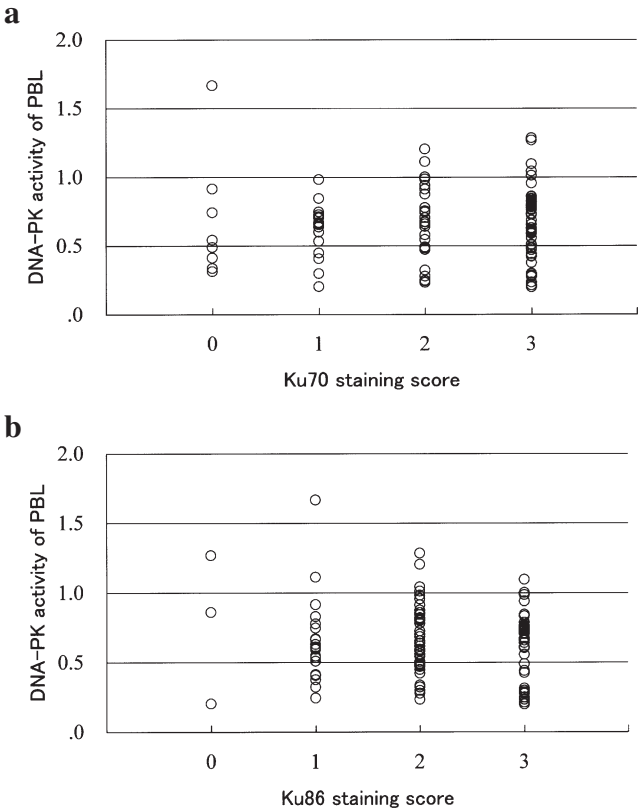 a
2.0
1.5
1.0
0.5
.0
DNA-PK activity of PBL
0 1 2 3
Ku70 staining score
b
2.0
1.5
1.0
0.5
.0
DNA-PK activity of PBL
0 1 2 3
Ku86 staining score